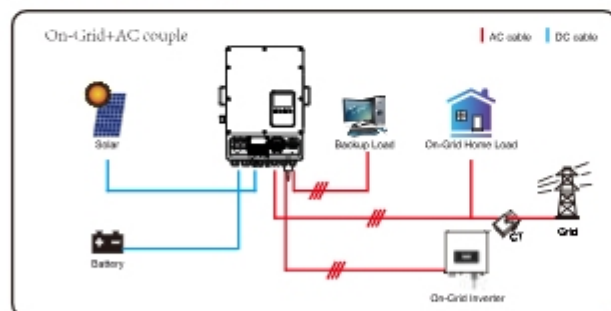 On-Grid+AC couple
AC cable
DC cable
Solar
Backup Load
On-Grid Home Load
CT
Grid
Battery
On-Grid Inverter